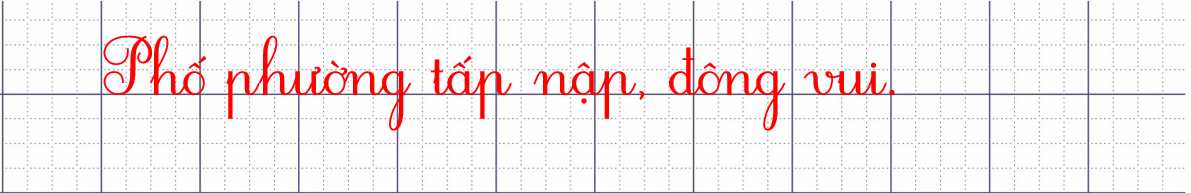 Phố phường tấp nập, đông vui.